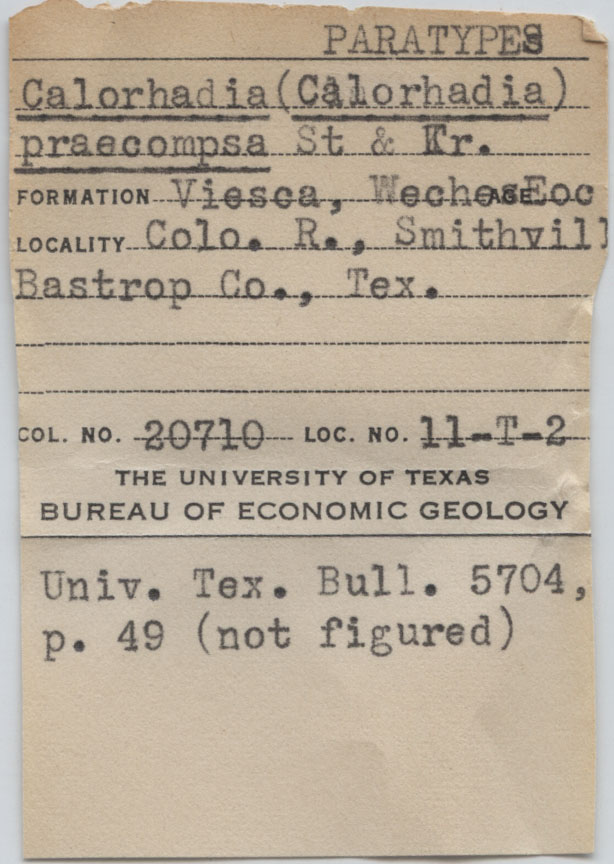 PARATYPES
Calorhadia (Calorhadia)
praecompsa St & Kr.
FORMATION Viesca, Weches AGE Eoc
LOCALITY Colo. R., Smithvill
Bastrop Co., Tex.
COL. NO. 20710 LOC. NO. 11-T-2
THE UNIVERSITY OF TEXAS
BUREAU OF ECONOMIC GEOLOGY
Univ. Tex. Bull. 5704,
p. 49 (not figured)